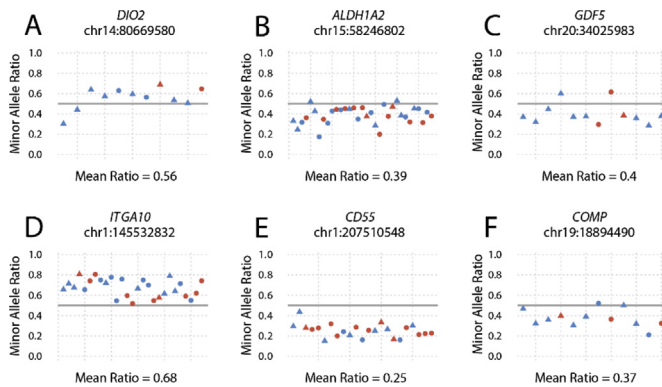 A
DIO2
chr14:80669580
Minor Allele Ratio
1.0
0.8
0.6
0.4
0.2
0.0
Mean Ratio = 0.56
B
ALDH1A2
chr15:58246802
Minor Allele Ratio
1.0
0.8
0.6
0.4
0.2
0.0
Mean Ratio = 0.39
C
GDF5
chr20:34025983
Minor Allele Ratio
1.0
0.8
0.6
0.4
0.2
0.0
Mean Ratio = 0.4
D
ITGA10
chr1:145532832
Minor Allele Ratio
1.0
0.8
0.6
0.4
0.2
0.0
Mean Ratio = 0.68
E
CD55
chr1:207510548
Minor Allele Ratio
1.0
0.8
0.6
0.4
0.2
0.0
Mean Ratio = 0.25
F
COMP
chr19:18894490
Minor Allele Ratio
1.0
0.8
0.6
0.4
0.2
0.0
Mean Ratio = 0.37